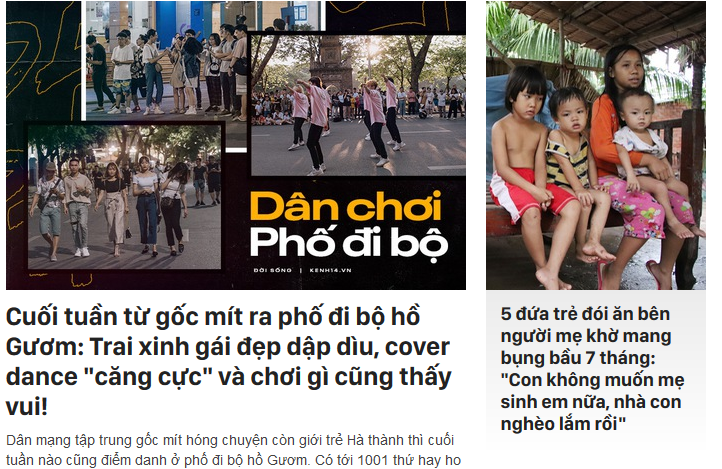 Dân chơi
Phố đi bộ
ĐỜI SỐNG | KENH14.VN
Cuối tuần từ gốc mít ra phố đi bộ hồ
Gươm: Trai xinh gái đẹp dập dìu, cover
dance "căng cực" và chơi gì cũng thấy
vui!
Dân mạng tập trung gốc mít hóng chuyện còn giới trẻ Hà thành thì cuối
tuần nào cũng điểm danh ở phố đi bộ hồ Gươm. Có tới 1001 thứ hay ho
5 đứa trẻ đói ăn bên
người mẹ khờ mang
bụng bầu 7 tháng:
"Con không muốn mẹ
sinh em nữa, nhà con
nghèo lắm rồi"